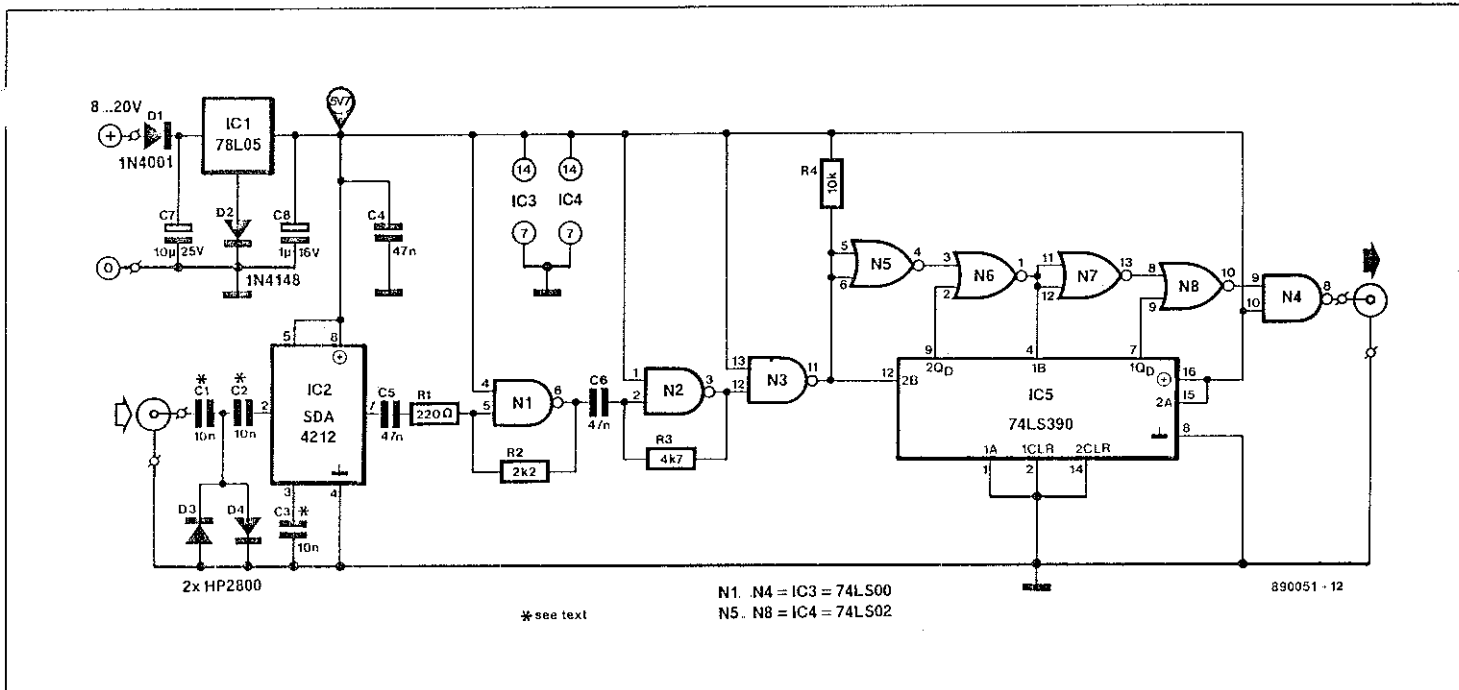 8 ...20V
D1
1N4001
IC1
78L05
5V7
C7
10µ 25V
D2
1N4148
C8
1µ 16V
C4
47n
14
14
IC3
IC4
7
7
R4
10k
5
6
N5
4
3
2
N6
1
11
12
N7
13
8
9
N8
10
9
10
N4
8
5
8
IC2
SDA
4212
2
7
3
4
*
C1
10n
*
C2
10n
C5
47n
R1
220Ω
4
5
N1
6
R2
2k2
C6
47n
1
2
N2
3
R3
4k7
13
12
N3
11
12
2B
9
2QD
4
1B
7
1QD
16
2A
15
8
IC5
74LS390
1A
1CLR
2CLR
1
2
14
D3
D4
C3
*
10n
2x HP2800
* see text
N1. .N4 = IC3 = 74LS00
N5.. N8 = IC4 = 74LS02
890051 - 12